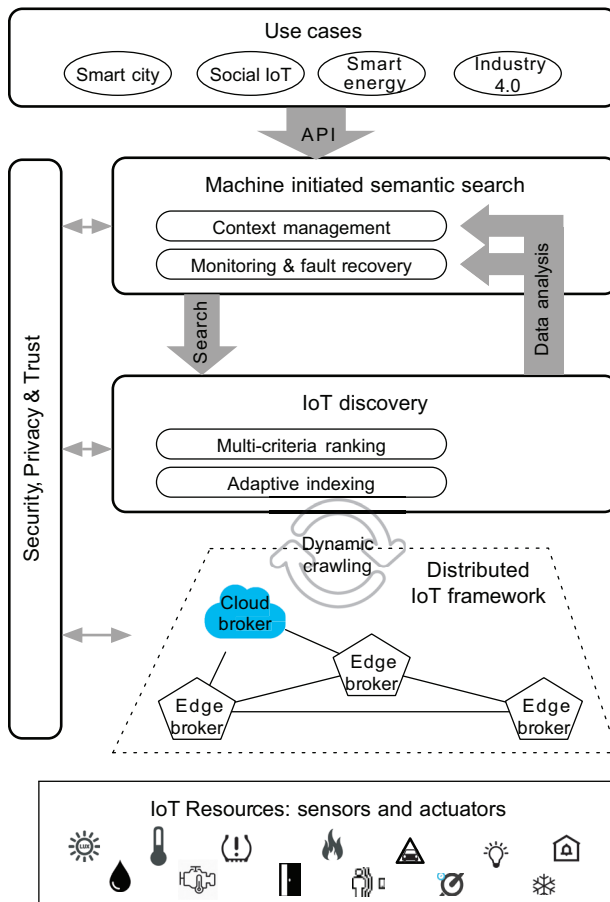 Use cases
Smart city
Social IoT
Smart
energy
Industry
4.0
API
Machine initiated semantic search
Context management
Monitoring & fault recovery
Search
Data analysis
Security, Privacy & Trust
IoT discovery
Multi-criteria ranking
Adaptive indexing
Dynamic
crawling
Distributed
IoT framework
Cloud
broker
Edge
broker
Edge
broker
Edge
broker
IoT Resources: sensors and actuators
LUX